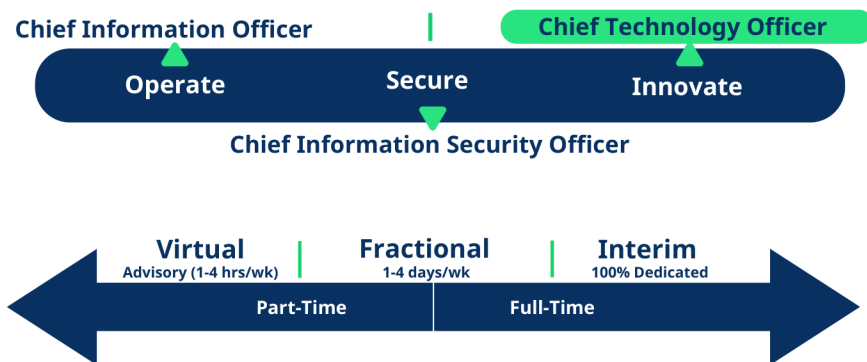 Chief Information Officer
Chief Technology Officer
Operate
Secure
Innovate
Chief Information Security Officer
Virtual
Advisory (1-4 hrs/wk)
Fractional
1-4 days/wk
Interim
100% Dedicated
Part-Time
Full-Time